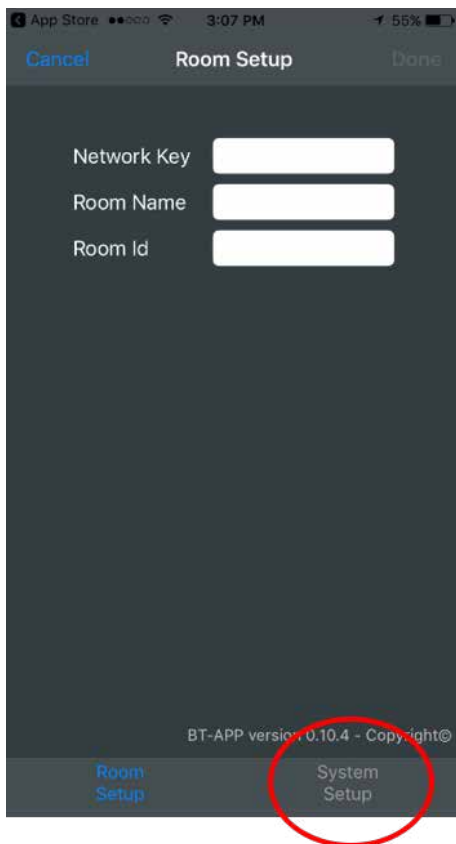 App Store 3:07 PM 55%
Cancel Room Setup Done
Network Key
Room Name
Room Id
BT-APP version 0.10.4 - Copyright©
Room
Setup
System
Setup